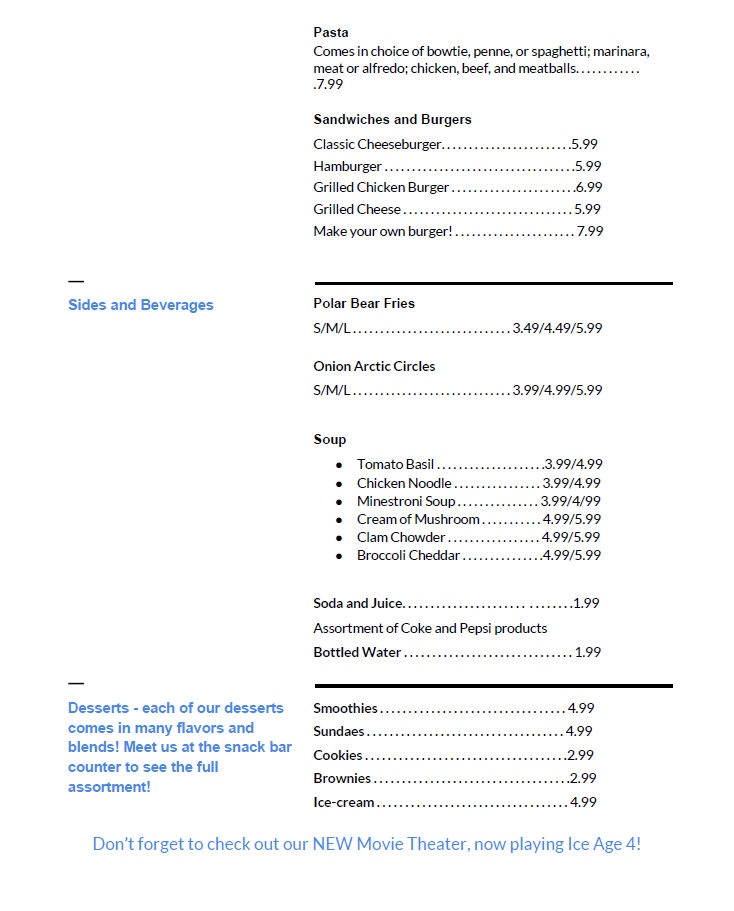 Pasta
Comes in choice of bowtie, penne, or spaghetti; marinara,
meat or alfredo; chicken, beef, and meatballs. . . . . . . . . . . .
.7.99
Sandwiches and Burgers
Classic Cheeseburger. . . . . . . . . . . . . . . . . . . . . . . .5.99
Hamburger . . . . . . . . . . . . . . . . . . . . . . . . . . . . . . . . . . .5.99
Grilled Chicken Burger . . . . . . . . . . . . . . . . . . . . . . .6.99
Grilled Cheese . . . . . . . . . . . . . . . . . . . . . . . . . . . . . . . 5.99
Make your own burger! . . . . . . . . . . . . . . . . . . . . . . 7.99
Sides and Beverages
Polar Bear Fries
S/M/L . . . . . . . . . . . . . . . . . . . . . . . . . . . . . 3.49/4.49/5.99
Onion Arctic Circles
S/M/L . . . . . . . . . . . . . . . . . . . . . . . . . . . . . 3.99/4.99/5.99
Soup
● Tomato Basil . . . . . . . . . . . . . . . . . . . .3.99/4.99
● Chicken Noodle . . . . . . . . . . . . . . . . 3.99/4.99
● Minestroni Soup . . . . . . . . . . . . . . . 3.99/4/99
● Cream of Mushroom . . . . . . . . . . . 4.99/5.99
● Clam Chowder . . . . . . . . . . . . . . . . . 4.99/5.99
● Broccoli Cheddar . . . . . . . . . . . . . . .4.99/5.99
Soda and Juice. . . . . . . . . . . . . . . . . . . . . . . . . . . . . . .1.99
Assortment of Coke and Pepsi products
Bottled Water . . . . . . . . . . . . . . . . . . . . . . . . . . . . . . . 1.99
Desserts - each of our desserts
comes in many flavors and
blends! Meet us at the snack bar
counter to see the full
assortment!
Smoothies . . . . . . . . . . . . . . . . . . . . . . . . . . . . . . . . . . 4.99
Sundaes . . . . . . . . . . . . . . . . . . . . . . . . . . . . . . . . . . . . 4.99
Cookies . . . . . . . . . . . . . . . . . . . . . . . . . . . . . . . . . . . . .2.99
Brownies . . . . . . . . . . . . . . . . . . . . . . . . . . . . . . . . . . . .2.99
Ice-cream . . . . . . . . . . . . . . . . . . . . . . . . . . . . . . . . . . . 4.99
Don't forget to check out our NEW Movie Theater, now playing Ice Age 4!